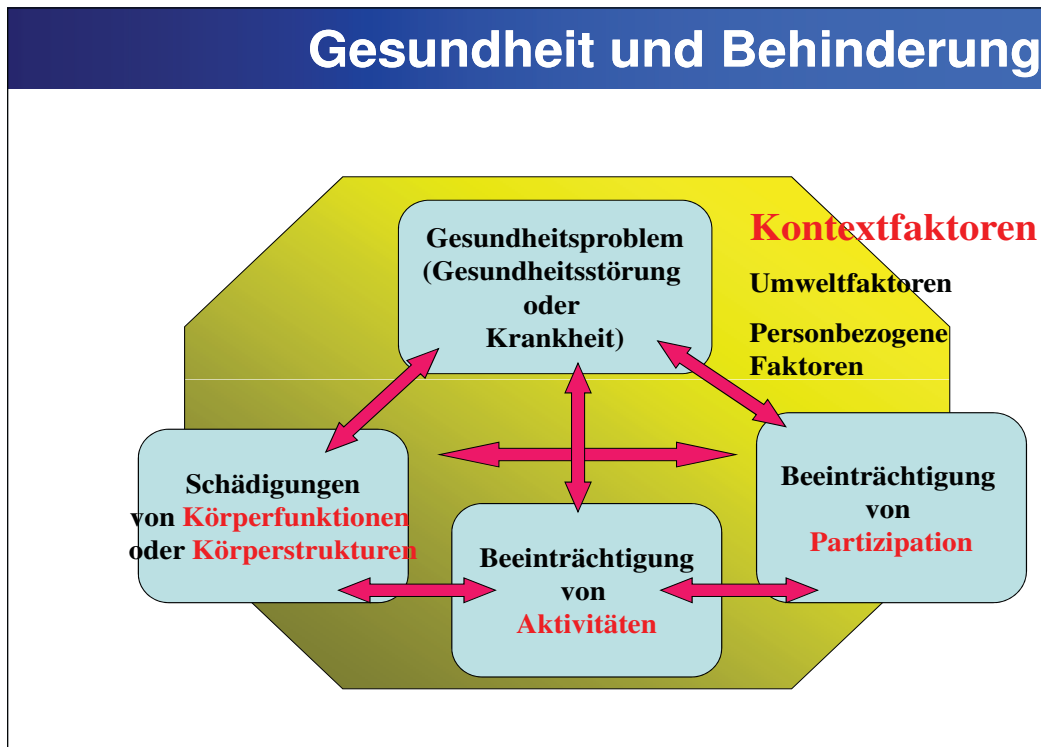 Gesundheit und Behinderung
Gesundheitsproblem
(Gesundheitsstörung
oder
Krankheit)
Kontextfaktoren
Umweltfaktoren
Personbezogene
Faktoren
Schädigungen
von Körperfunktionen
oder Körperstrukturen
Beeinträchtigung
von
Aktivitäten
Beeinträchtigung
von
Partizipation